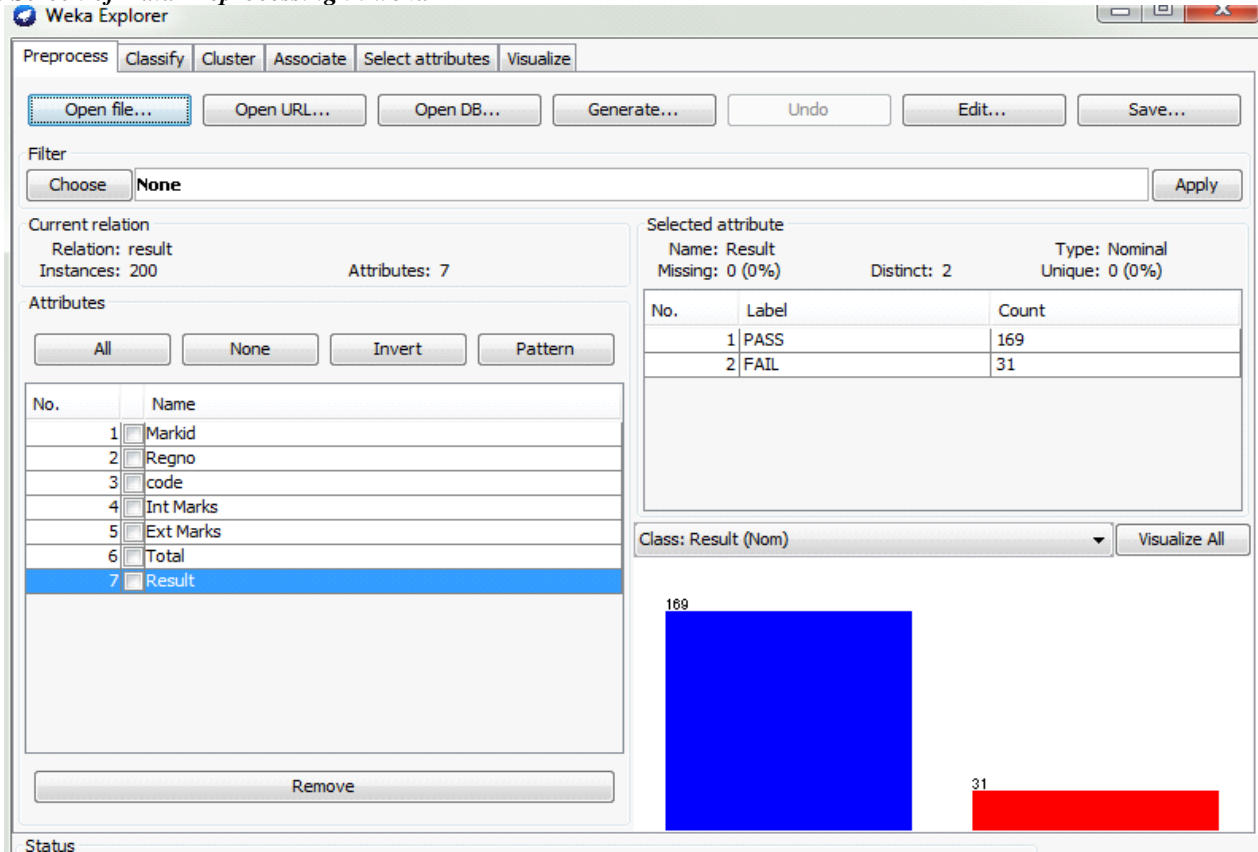 Weka Explorer
Preprocess Classify Cluster Associate Select attributes Visualize
Open file... Open URL... Open DB... Generate... Undo Edit... Save...
Filter
Choose None Apply
Current relation
Relation: result
Instances: 200 Attributes: 7
Attributes
All None Invert Pattern
No. Name
1 Markid
2 Regno
3 code
4 Int Marks
5 Ext Marks
6 Total
7 Result
Remove
Selected attribute
Name: Result Type: Nominal
Missing: 0 (0%) Distinct: 2 Unique: 0 (0%)
No. Label Count
1 PASS 169
2 FAIL 31
Class: Result (Nom) Visualize All
169
31
Status